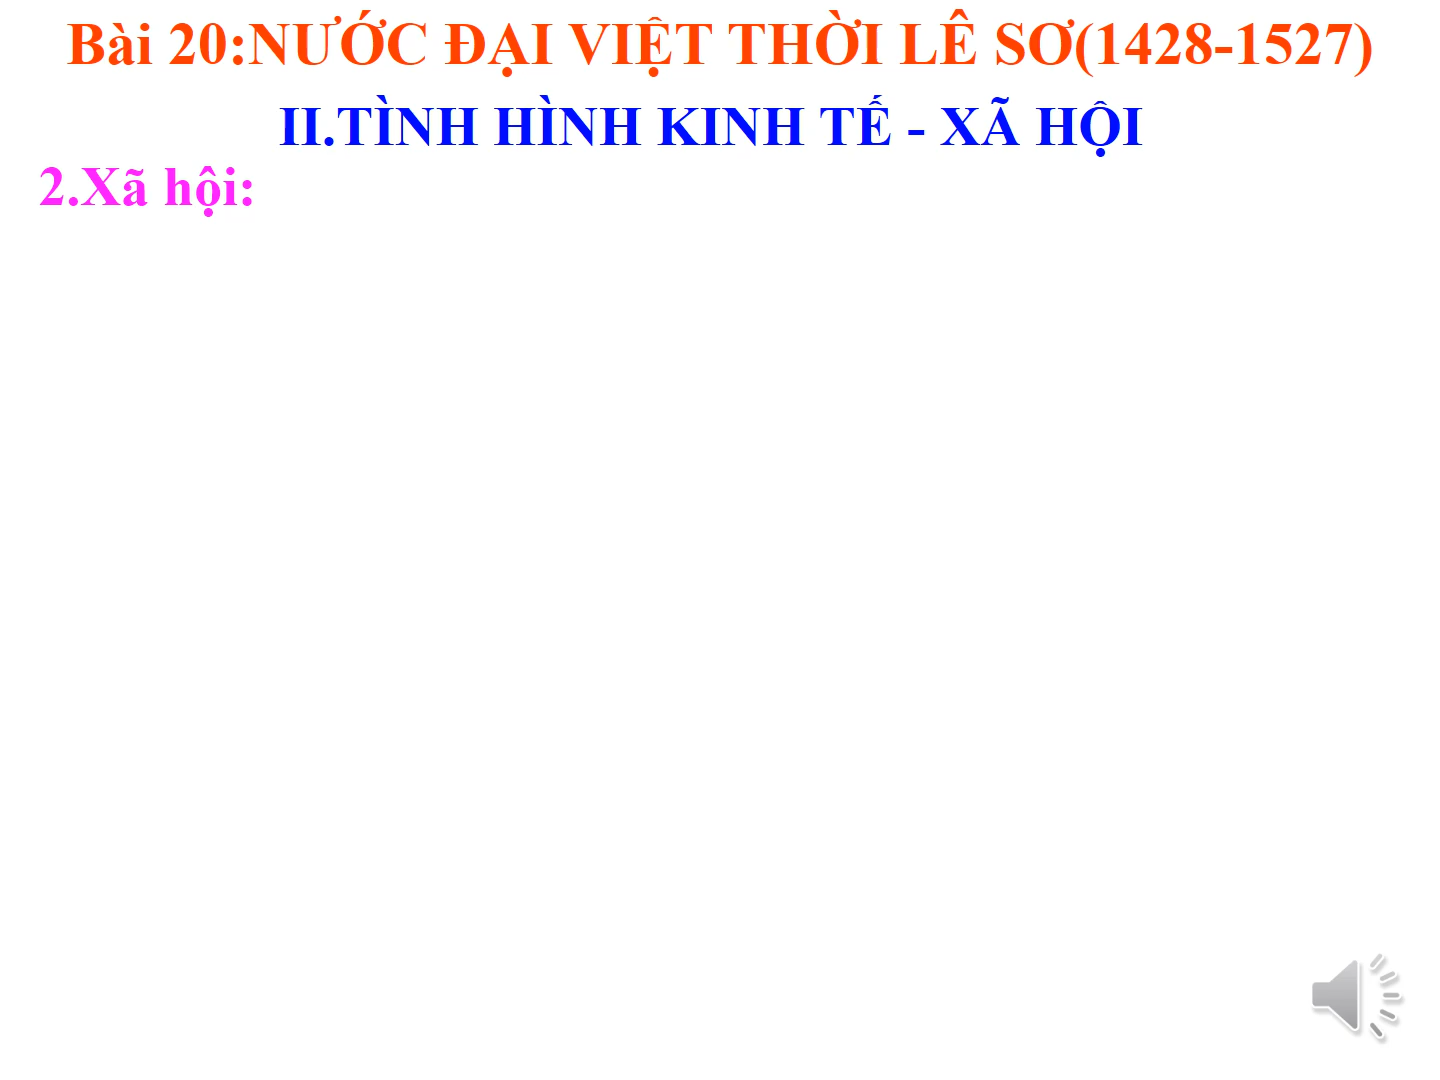 Bài 20:NƯỚC ĐẠI VIỆT THỜI LÊ SƠ(1428-1527)
II.TÌNH HÌNH KINH TẾ - XÃ HỘI
2.Xã hội: